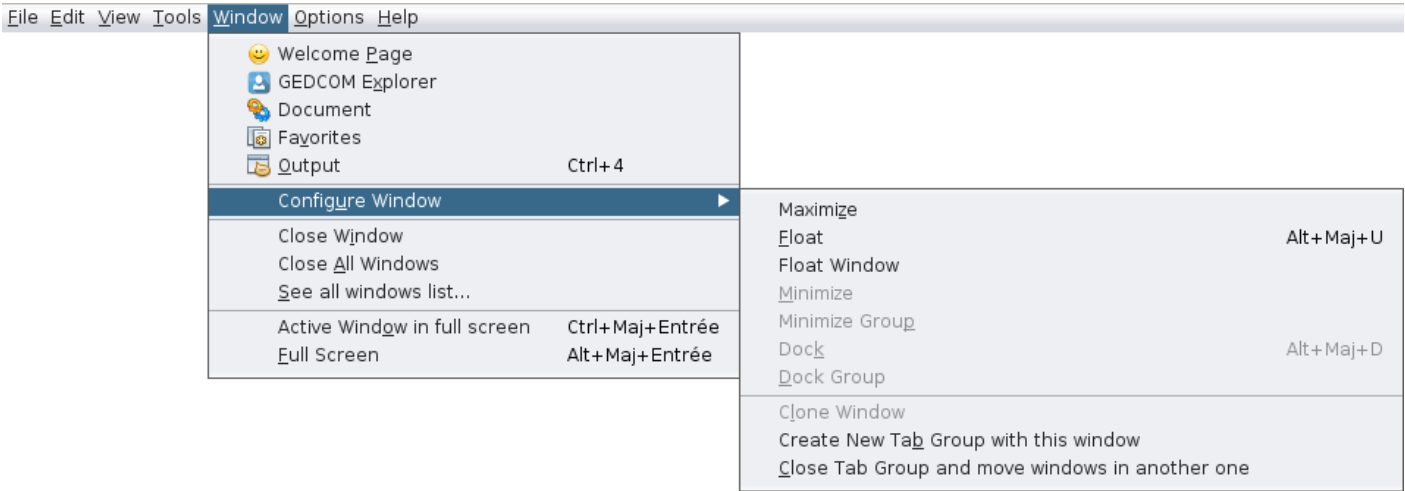 File Edit View Tools Window Options Help
Welcome Page
GEDCOM Explorer
Document
Favorites
Output Ctrl+4
Configure Window
Close Window
Close All Windows
See all windows list...
Active Window in full screen Ctrl+Maj+Entrée
Full Screen Alt+Maj+Entrée
Maximize
Float Alt+Maj+U
Float Window
Minimize
Minimize Group
Dock Alt+Maj+D
Dock Group
Clone Window
Create New Tab Group with this window
Close Tab Group and move windows in another one